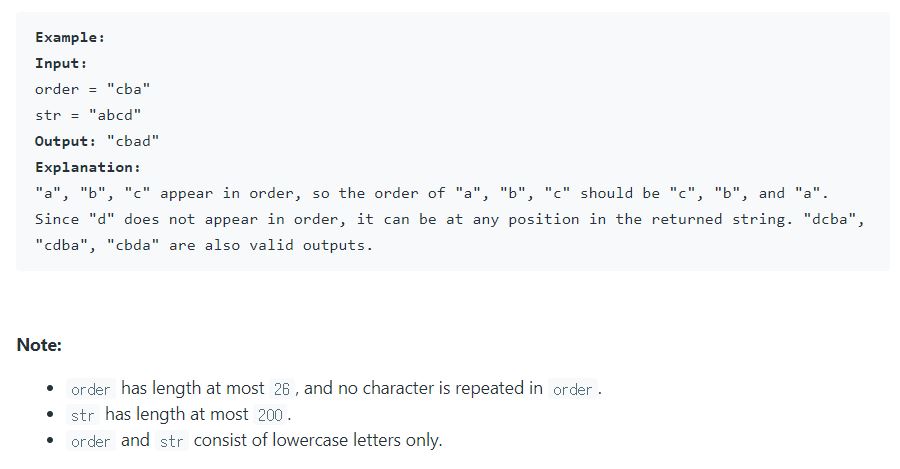 Example:
Input:
order = "cba"
str = "abcd"
Output: "cbad"
Explanation:
"a", "b", "c" appear in order, so the order of "a", "b", "c" should be "c", "b", and "a".
Since "d" does not appear in order, it can be at any position in the returned string. "dcba",
"cdba", "cbda" are also valid outputs.
Note:
• order has length at most 26 , and no character is repeated in order .
• str has length at most 200 .
• order and str consist of lowercase letters only.